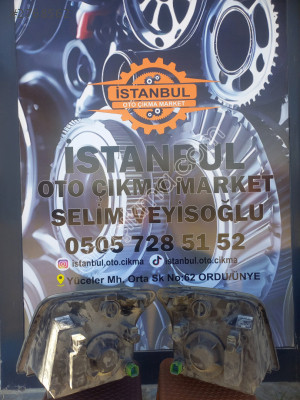 İSTANBUL
OTO ÇIKMA MARKET
İSTANBUL
OTO ÇIKMA MARKET
SELİM VEYİSOĞLU
0505 728 51 52
istanbul.oto.cikma istanbul.oto.cikma
Yüceler Mh. Orta Sk No:62 ORDU/ÜNYE